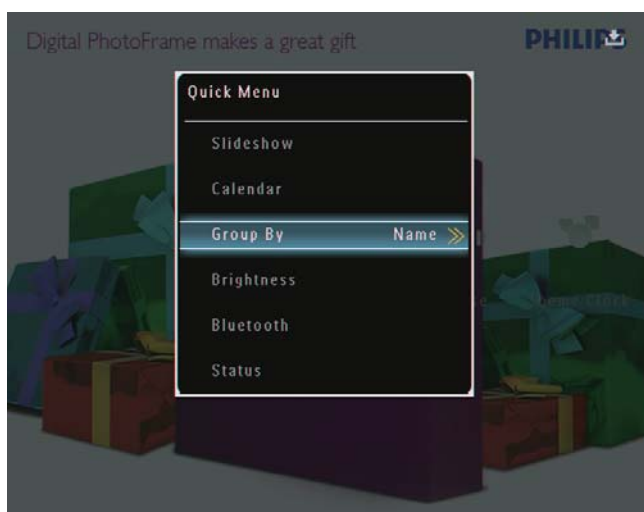 Digital PhotoFrame makes a great gift
PHILIPS
Quick Menu
Slideshow
Calendar
Group By Name
Brightness
Bluetooth
Status